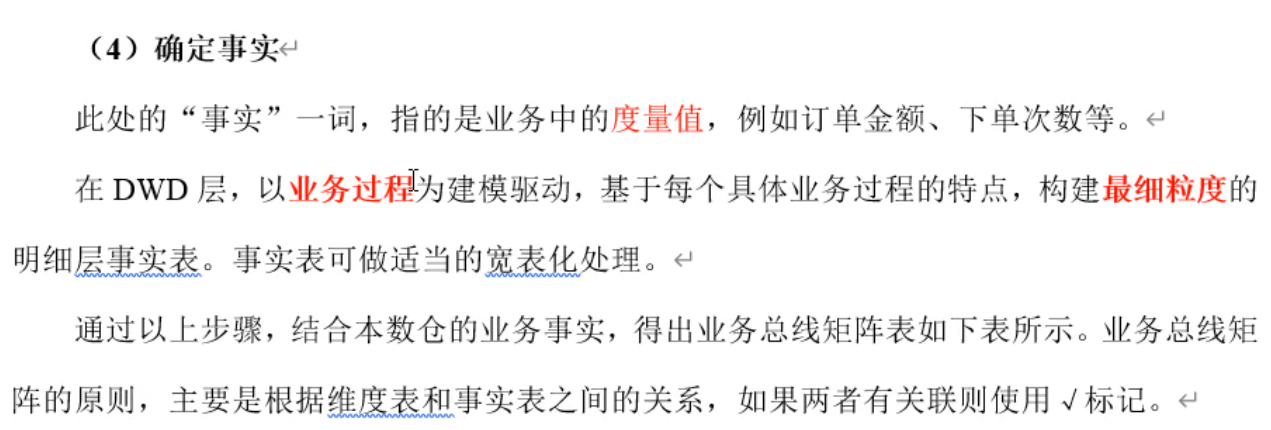 （4）确定事实
此处的“事实”一词，指的是业务中的度量值，例如订单金额、下单次数等。
在 DWD 层，以业务过程为建模驱动，基于每个具体业务过程的特点，构建最细粒度的
明细层事实表。事实表可做适当的宽表化处理。
通过以上步骤，结合本数仓的业务事实，得出业务总线矩阵表如下表所示。业务总线矩
阵的原则，主要是根据维度表和事实表之间的关系，如果两者有关联则使用√标记。